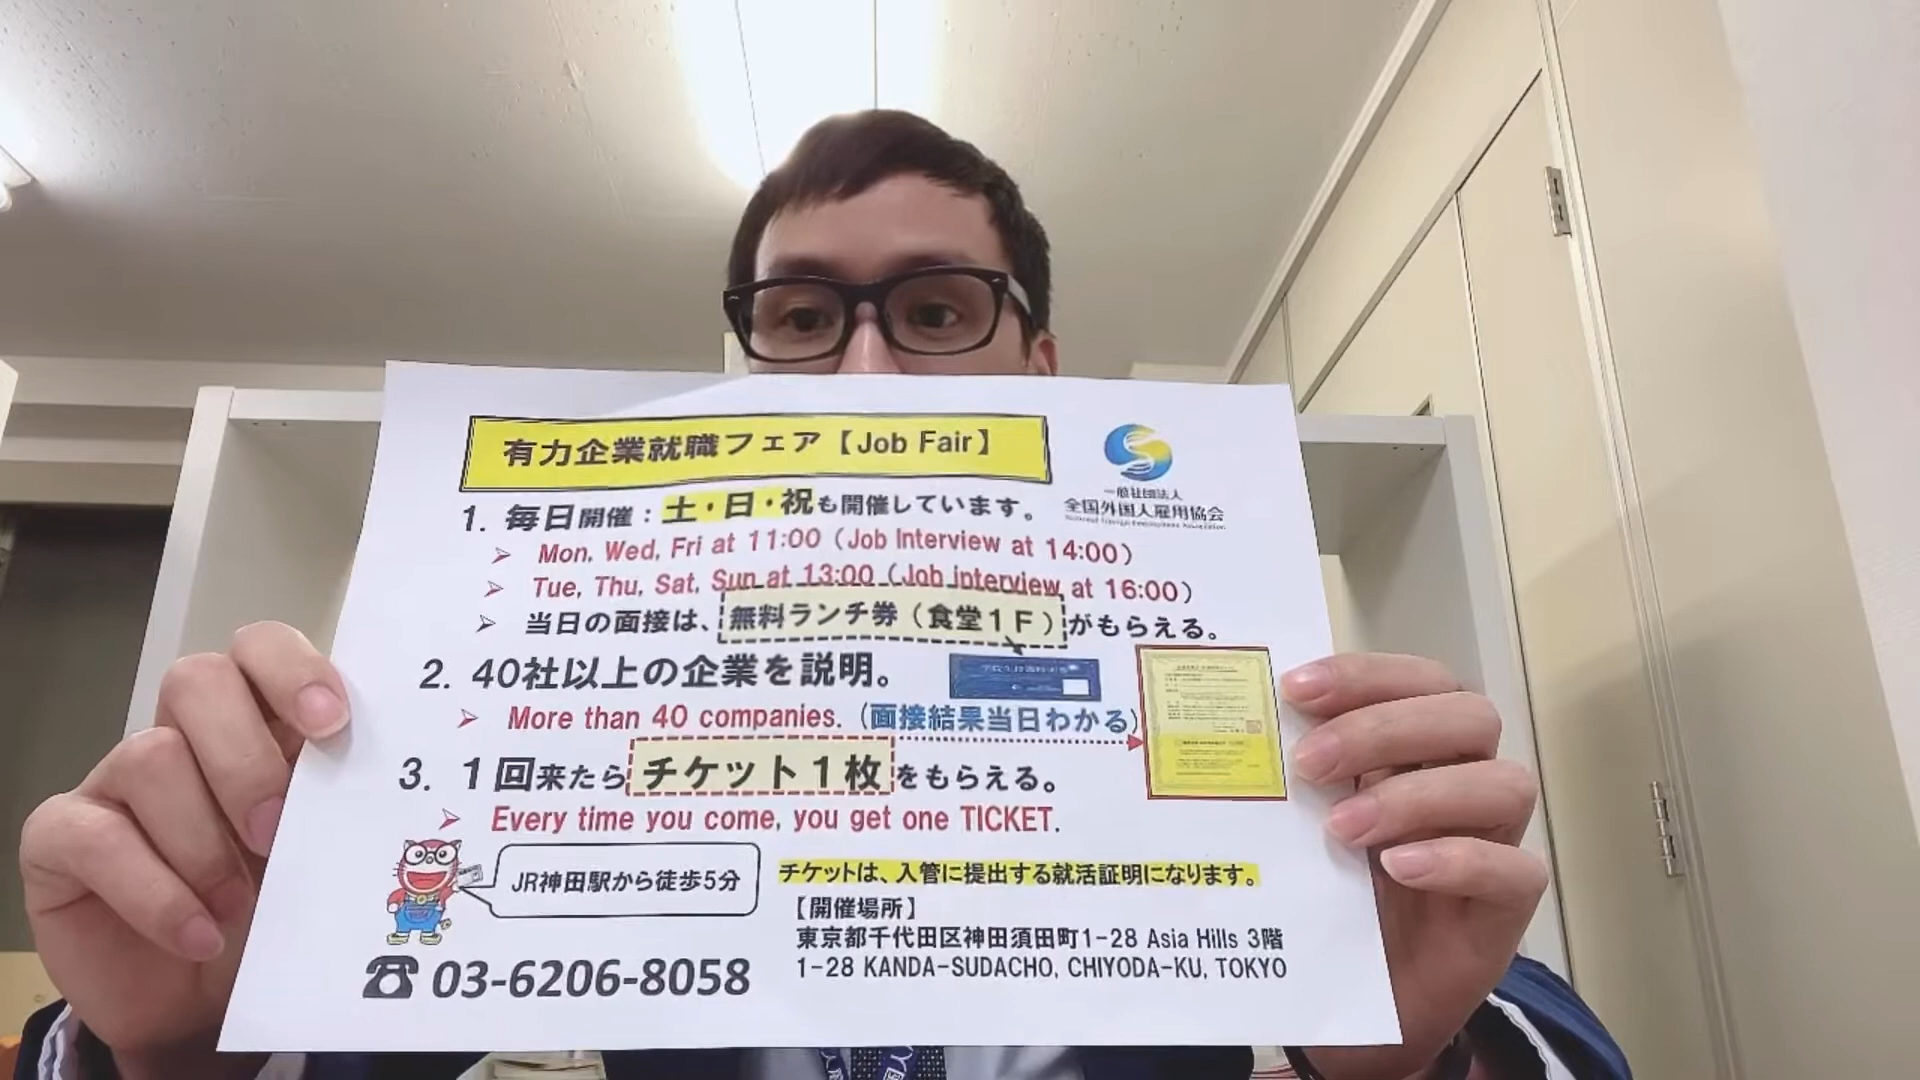 有力企業就職フェア【Job Fair】
一般社団法人
全国外国人雇用協会
1. 毎日開催：土・日・祝も開催しています。
➢ Mon, Wed, Fri at 11:00 (Job Interview at 14:00)
➢ Tue, Thu, Sat, Sun at 13:00 (Job interview at 16:00)
➢ 当日の面接は、無料ランチ券（食堂１Ｆ）がもらえる。
2. 40社以上の企業を説明。
➢ More than 40 companies. (面接結果当日わかる)
3. １回来たらチケット１枚をもらえる。
➢ Every time you come, you get one TICKET.
JR神田駅から徒歩5分
☎ 03-6206-8058
チケットは、入管に提出する就活証明になります。
【開催場所】
東京都千代田区神田須田町1-28 Asia Hills 3階
1-28 KANDA-SUDACHO, CHIYODA-KU, TOKYO